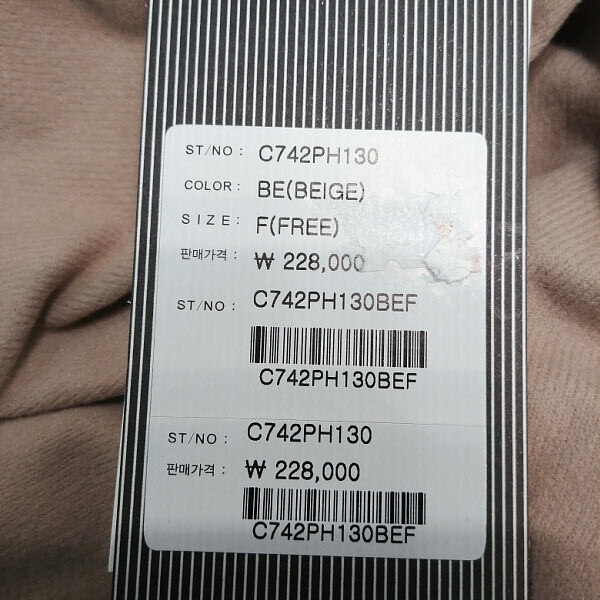 ST/NO : C742PH130
COLOR: BE(BEIGE)
SIZE: F(FREE)
판매가격 : ₩ 228,000
ST/NO : C742PH130BEF
C742PH130BEF
ST/NO : C742PH130
판매가격 : ₩ 228,000
C742PH130BEF